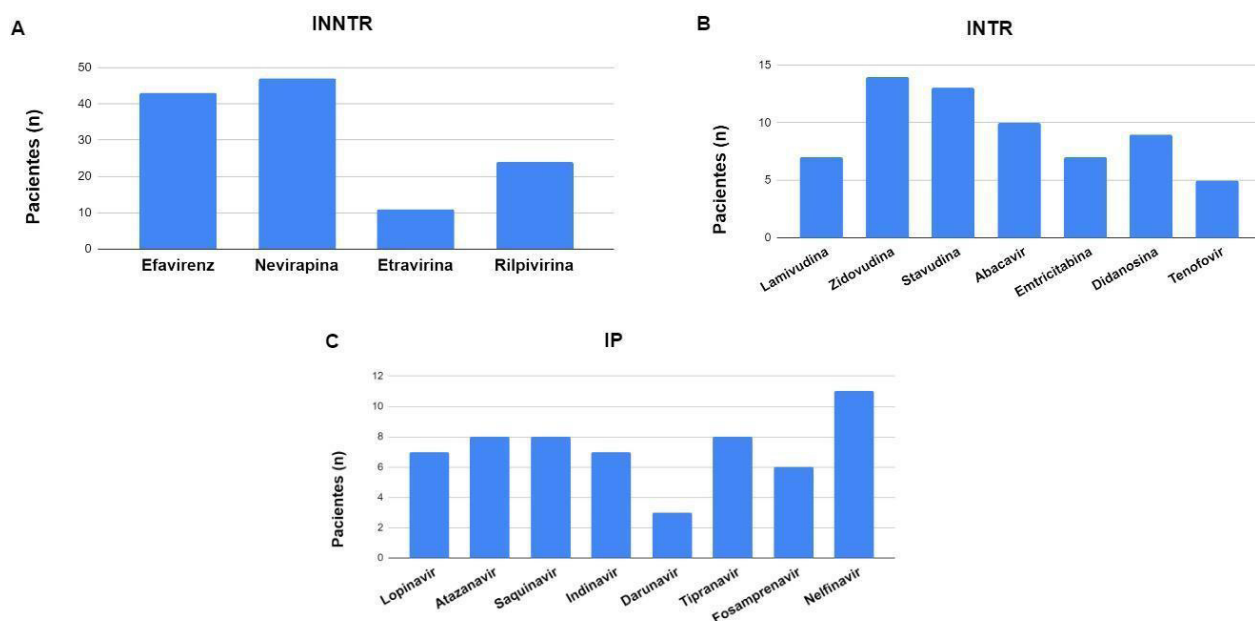 A
INNTR
Pacientes (n)
50
40
30
20
10
0
Efavirenz
Nevirapina
Etravirina
Rilpivirina
B
INTR
Pacientes (n)
15
10
5
0
Lamivudina
Zidovudina
Stavudina
Abacavir
Emtricitabina
Didanosina
Tenofovir
C
IP
Pacientes (n)
12
10
8
6
4
2
0
Lopinavir
Atazanavir
Saquinavir
Indinavir
Darunavir
Tipranavir
Fosamprenavir
Nelfinavir